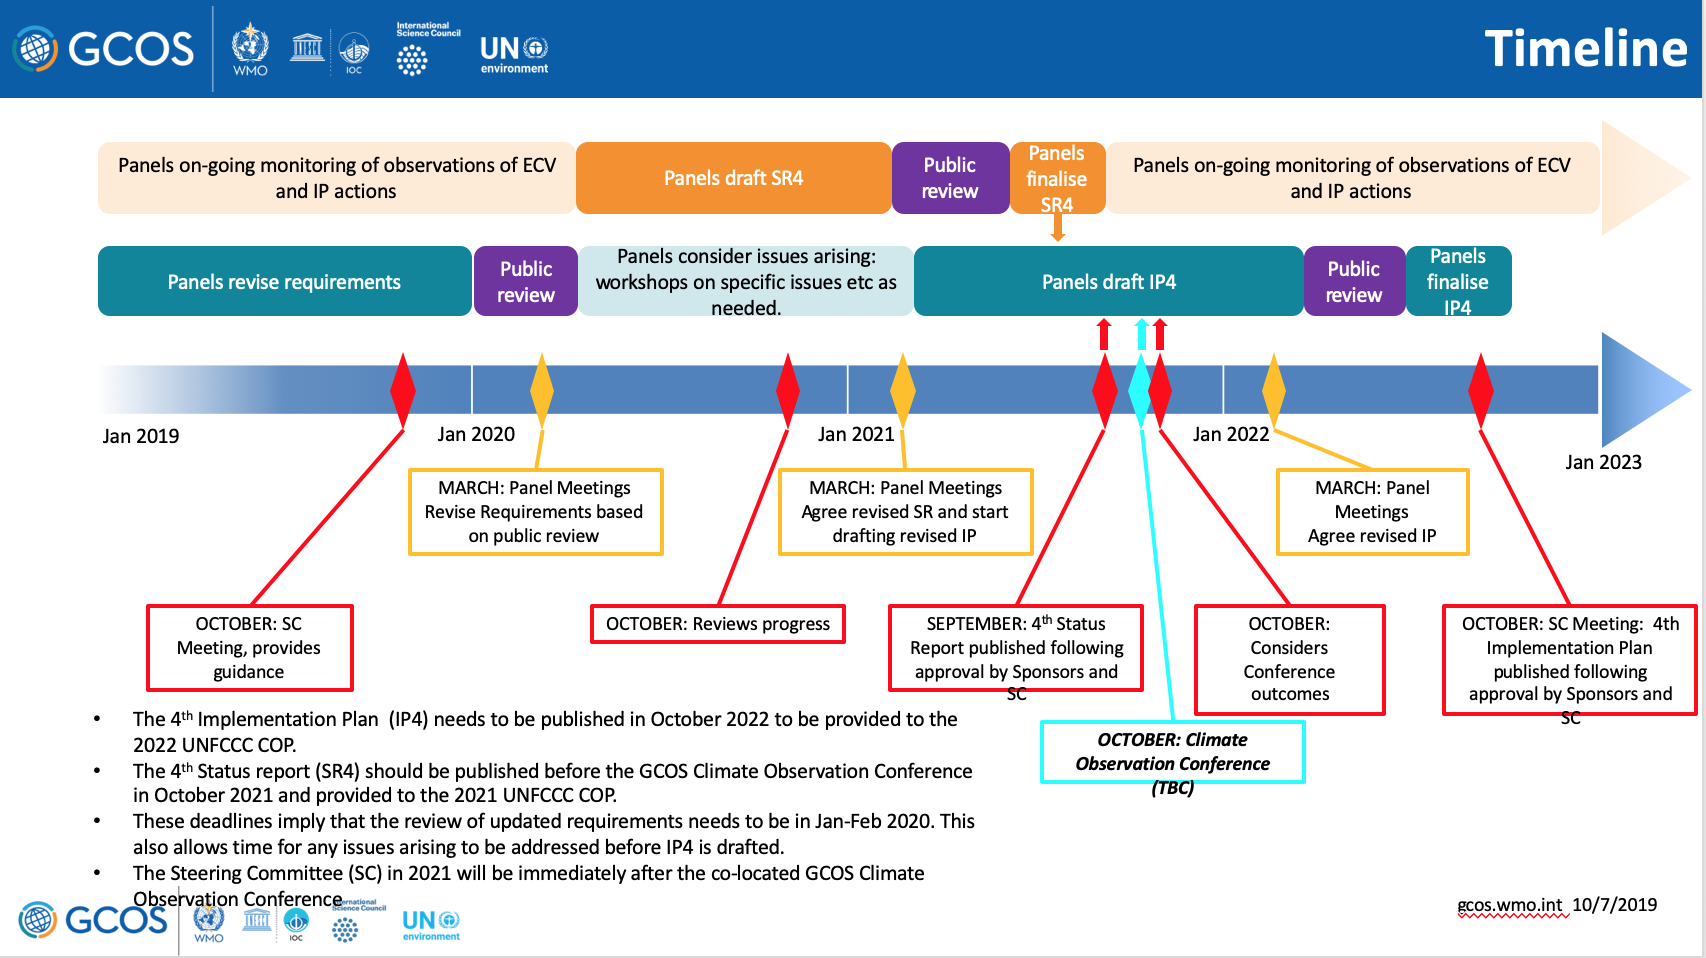 GCOS
WMO
IOC
International
Science Council
UN
environment
Timeline
Panels on-going monitoring of observations of ECV
and IP actions
Panels draft SR4
Public
review
Panels
finalise
SR4
Panels on-going monitoring of observations of ECV
and IP actions
Panels revise requirements
Public
review
Panels consider issues arising:
workshops on specific issues etc as
needed.
Panels draft IP4
Public
review
Panels
finalise
IP4
Jan 2019
Jan 2020
Jan 2021
Jan 2022
Jan 2023
MARCH: Panel Meetings
Revise Requirements based
on public review
MARCH: Panel Meetings
Agree revised SR and start
drafting revised IP
MARCH: Panel
Meetings
Agree revised IP
OCTOBER: SC
Meeting, provides
guidance
OCTOBER: Reviews progress
SEPTEMBER: 4th Status
Report published following
approval by Sponsors and
SC
OCTOBER:
Considers
Conference
outcomes
OCTOBER: SC Meeting:  4th
Implementation Plan
published following
approval by Sponsors and
SC
OCTOBER: Climate
Observation Conference
(TBC)
• The 4th Implementation Plan  (IP4) needs to be published in October 2022 to be provided to the
2022 UNFCCC COP.
• The 4th Status report (SR4) should be published before the GCOS Climate Observation Conference
in October 2021 and provided to the 2021 UNFCCC COP.
• These deadlines imply that the review of updated requirements needs to be in Jan-Feb 2020. This
also allows time for any issues arising to be addressed before IP4 is drafted.
• The Steering Committee (SC) in 2021 will be immediately after the co-located GCOS Climate
Observation Conference
GCOS
WMO
IOC
International
Science Council
UN
environment
gcos.wmo.int  10/7/2019